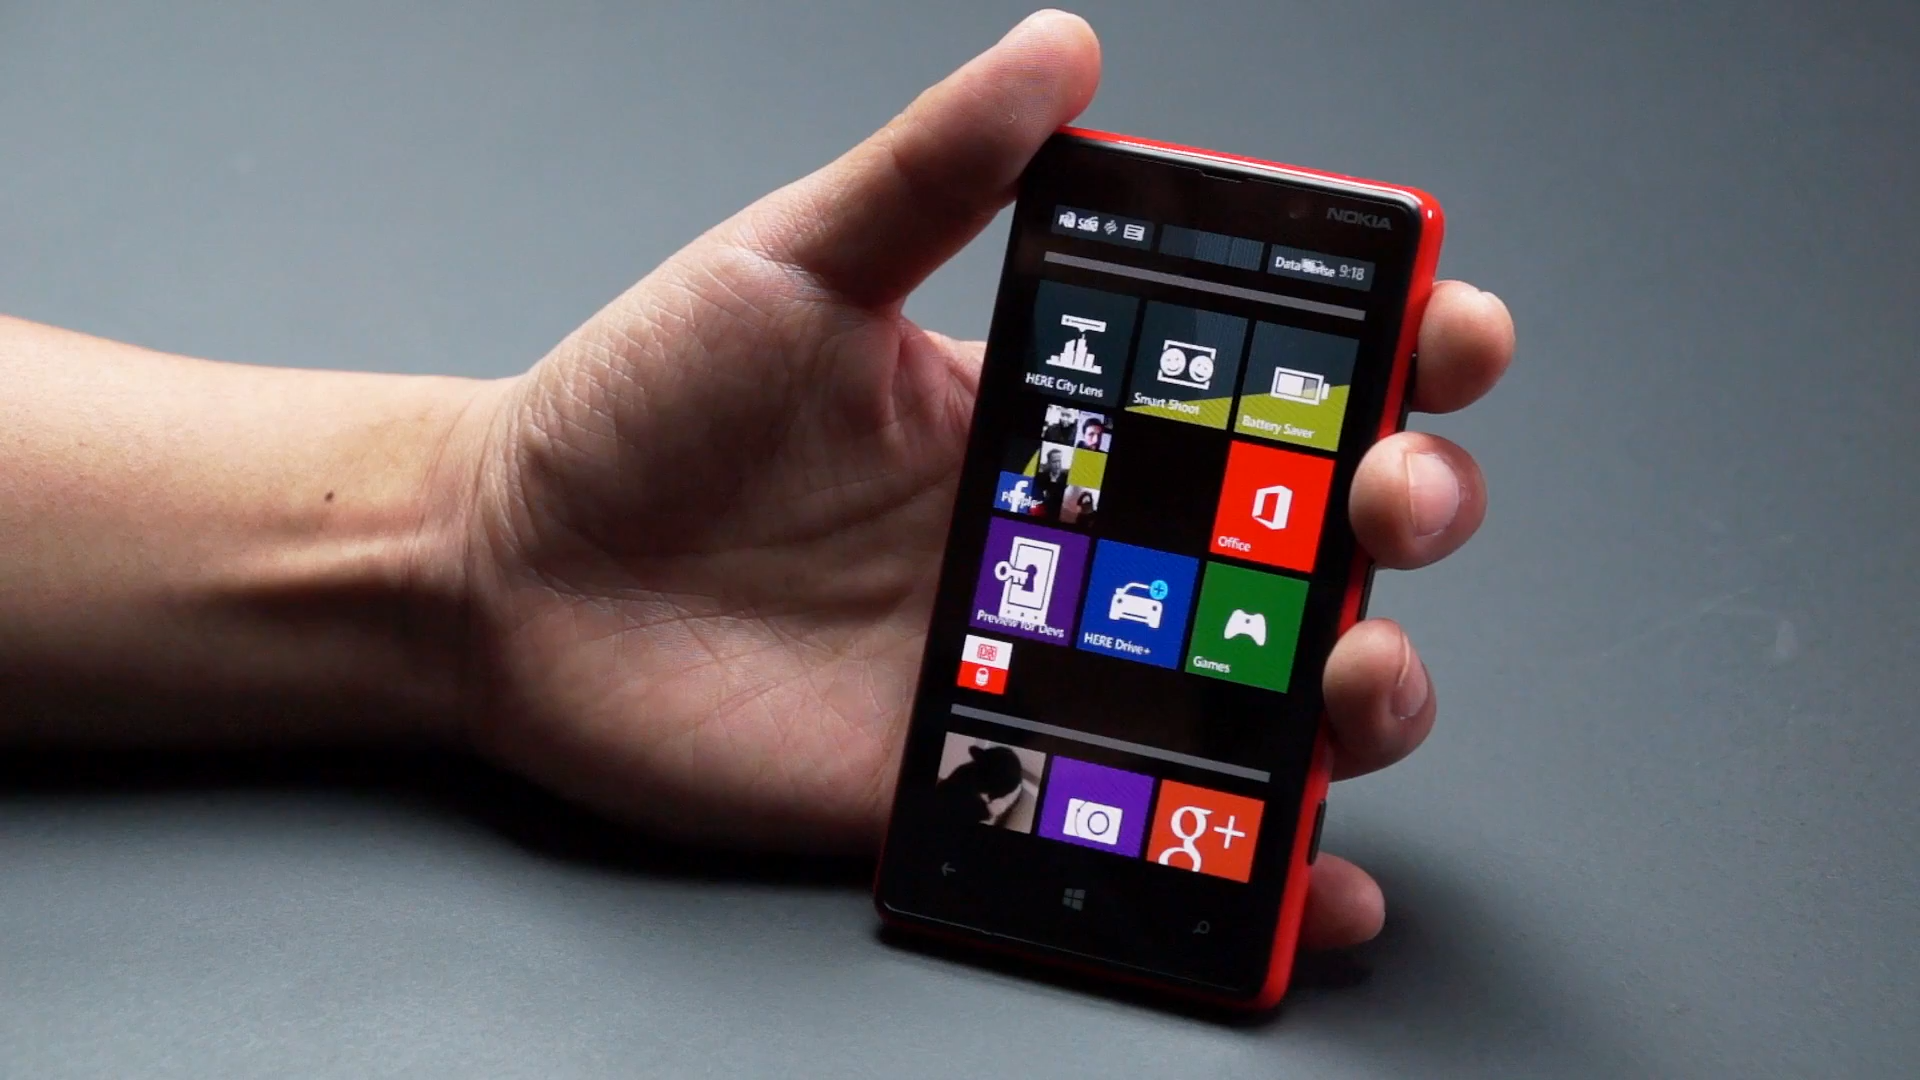 NOKIA
Data Sense 9:18
HERE City Lens
Smart Shoot
Battery Saver
People
Office
Preview for Devs
HERE Drive+
Games
g+